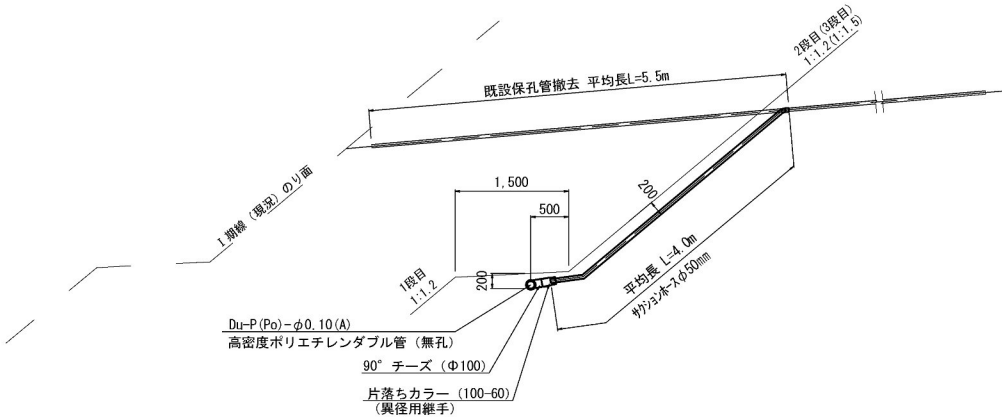 2段目(3段目)
1:1.2(1:1.5)
既設保孔管撤去 平均長L=5.5m
Ⅰ期線（現況）のり面
1,500
500
200
200
1段目
1:1.2
平均長 L=4.0m
サクションホースφ50mm
Du-P(Po)-φ0.10(A)
高密度ポリエチレンダブル管（無孔）
90°チーズ（Φ100）
片落ちカラー（100-60）
（異径用継手）